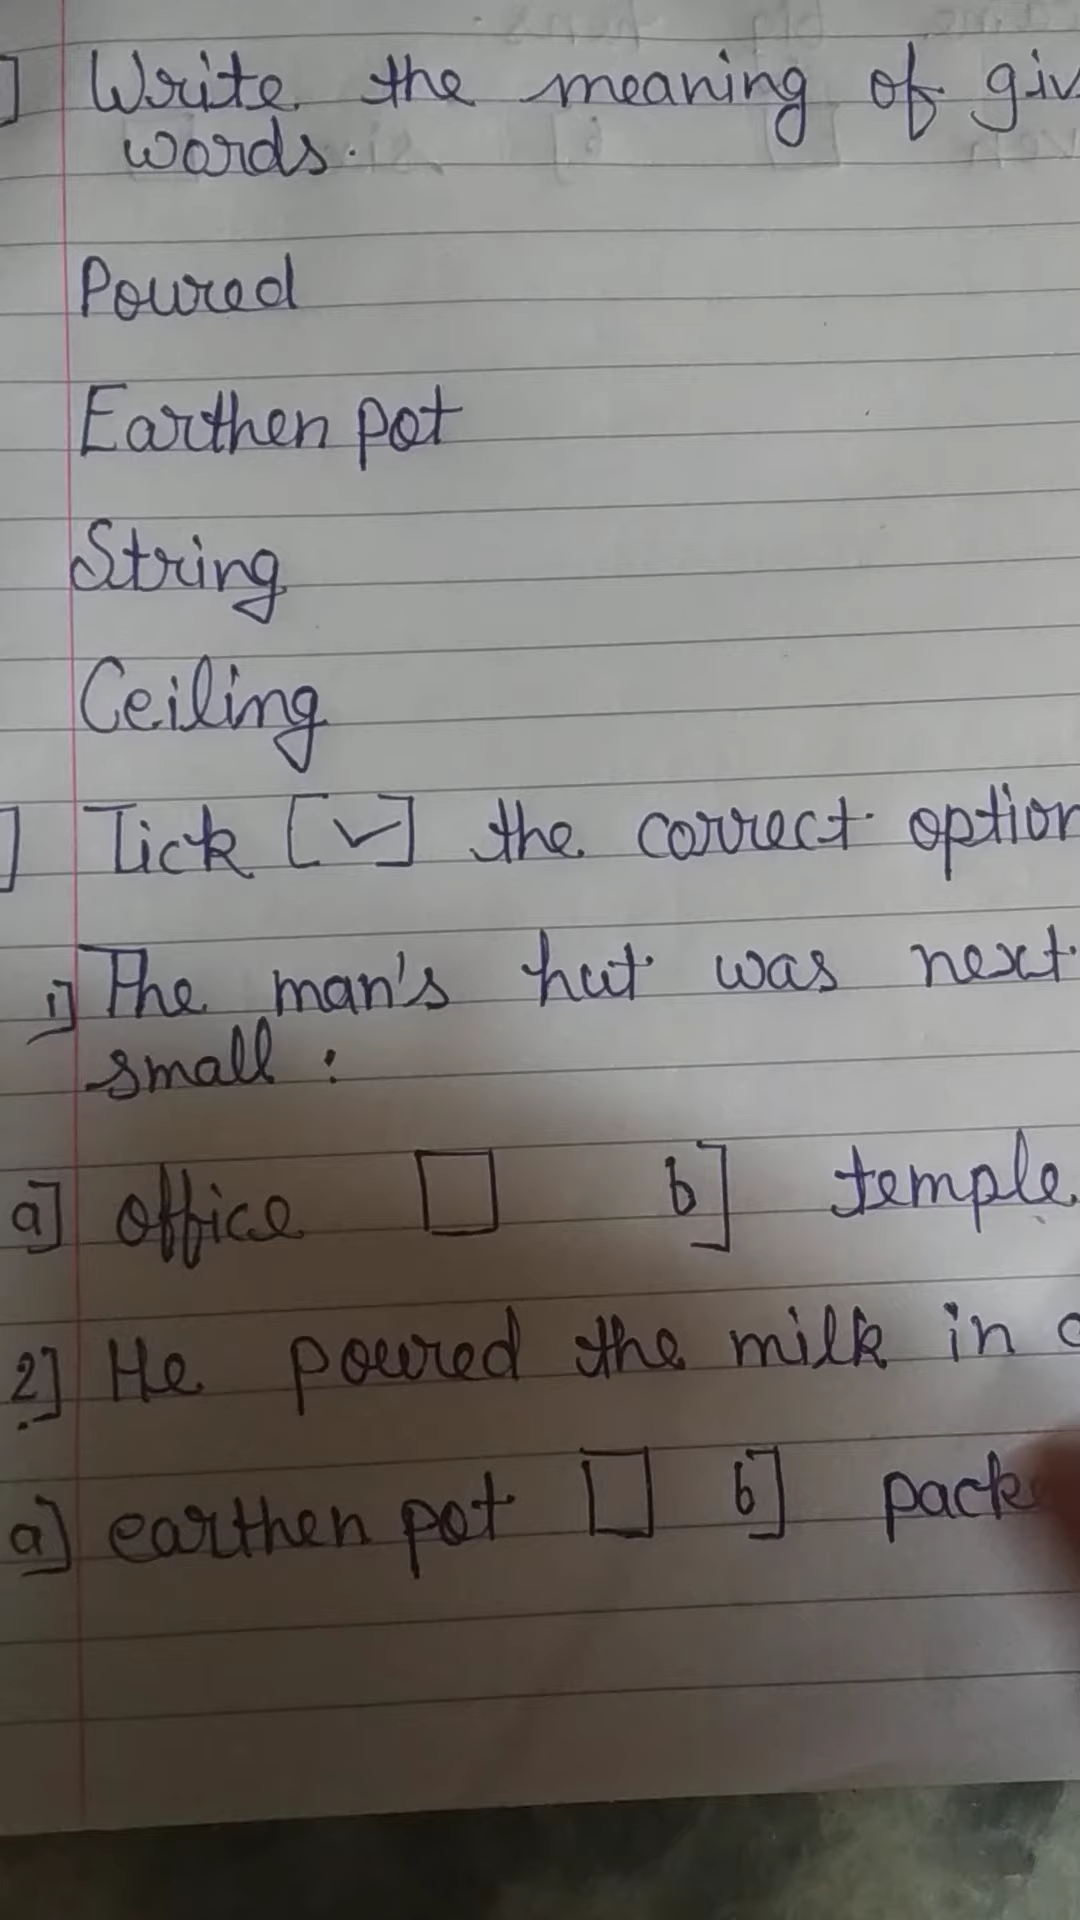 ] Write the meaning of giv
words.
Poured
Earthen pot
String
Ceiling
] Tick [✓] the correct option
1] The man's hut was next
small :
a] office □ b] temple
2] He poured the milk in a
a] earthen pot □ b] pack